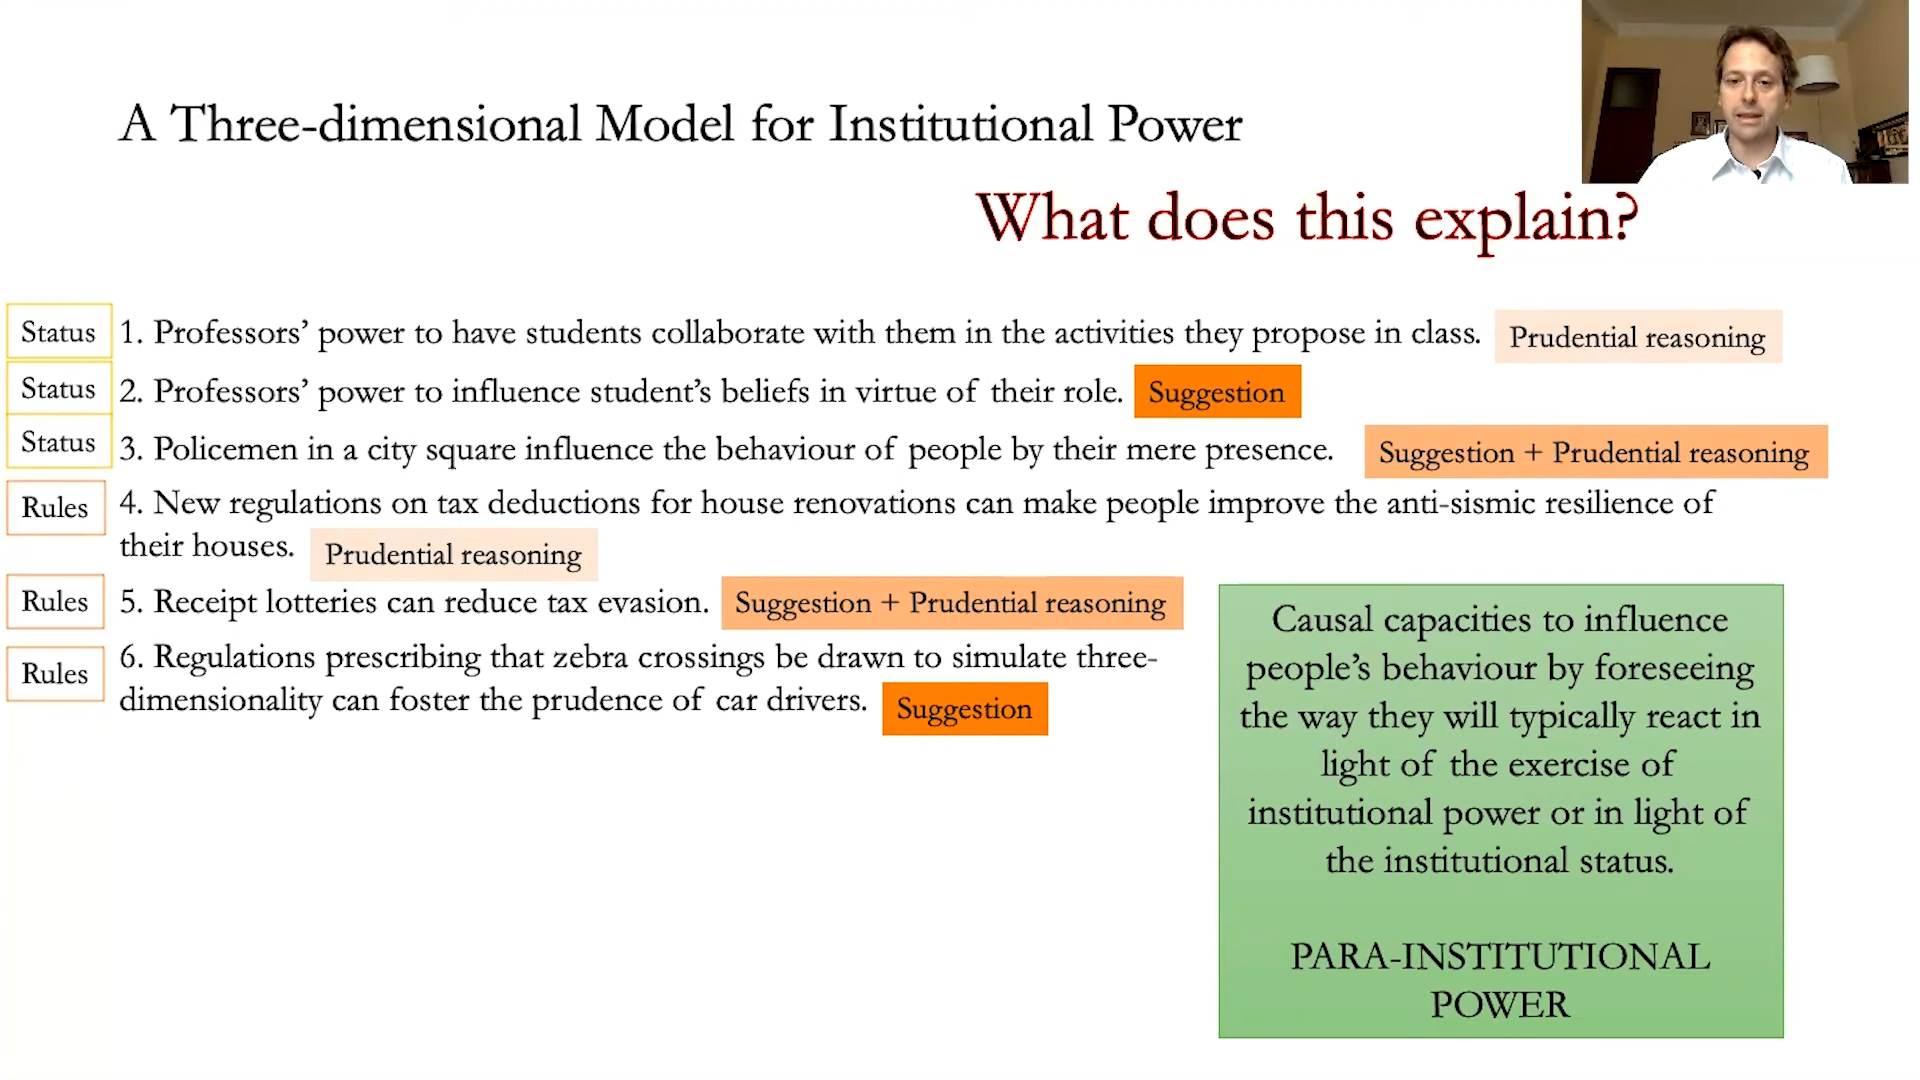 A Three-dimensional Model for Institutional Power
What does this explain?
Status
1. Professors’ power to have students collaborate with them in the activities they propose in class.
Prudential reasoning
Status
2. Professors’ power to influence student’s beliefs in virtue of their role.
Suggestion
Status
3. Policemen in a city square influence the behaviour of people by their mere presence.
Suggestion + Prudential reasoning
Rules
4. New regulations on tax deductions for house renovations can make people improve the anti-sismic resilience of
their houses.
Prudential reasoning
Rules
5. Receipt lotteries can reduce tax evasion.
Suggestion + Prudential reasoning
Rules
6. Regulations prescribing that zebra crossings be drawn to simulate three-
dimensionality can foster the prudence of car drivers.
Suggestion
Causal capacities to influence
people’s behaviour by foreseeing
the way they will typically react in
light of the exercise of
institutional power or in light of
the institutional status.
PARA-INSTITUTIONAL
POWER